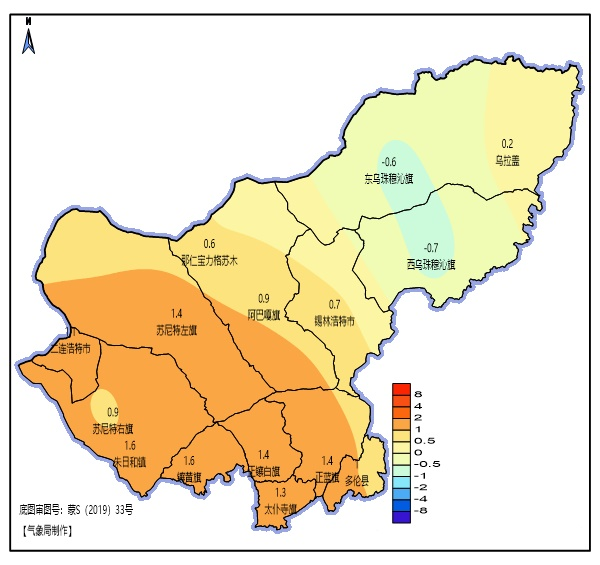 N
0.2
乌拉盖
-0.6
东乌珠穆沁旗
-0.7
西乌珠穆沁旗
0.6
那仁宝力格苏木
0.9
阿巴嘎旗
0.7
锡林浩特市
1.4
苏尼特左旗
二连浩特市
0.9
苏尼特右旗
1.6
朱日和镇
1.6
镶黄旗
1.4
正镶白旗
1.4
正蓝旗
多伦县
1.3
太仆寺旗
8
4
2
1
0.5
0
-0.5
-1
-2
-4
-8
底图审图号：蒙S（2019）33号
【气象局制作】